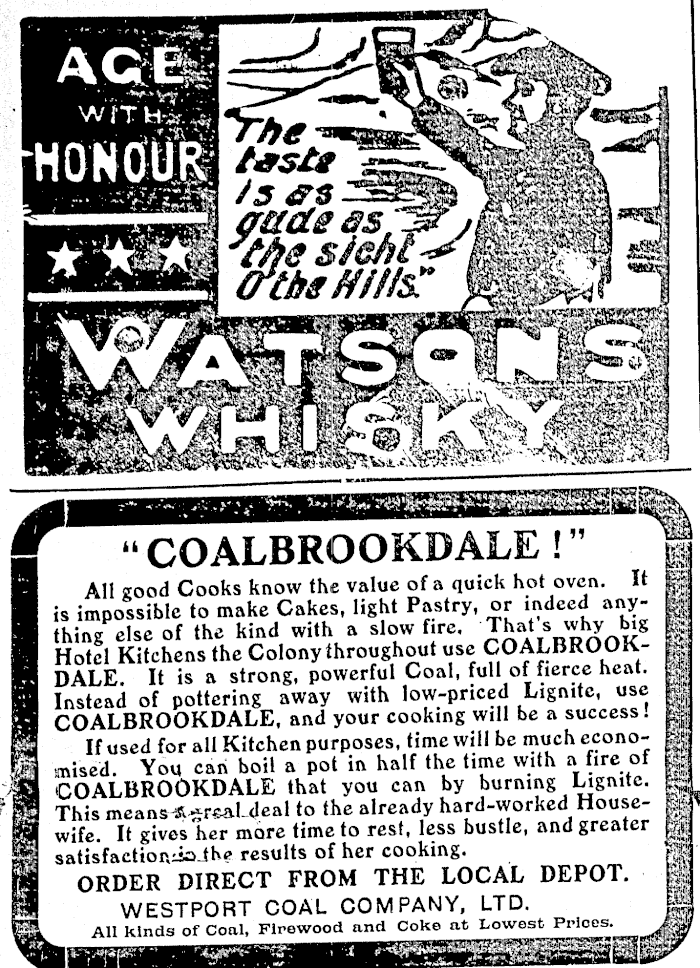 AGE
WITH
HONOUR
The
taste
is as
gude as
the sicht
O' the Hills."
WATSONS
WHISKY
"COALBROOKDALE!"
All good Cooks know the value of a quick hot oven. It
is impossible to make Cakes, light Pastry, or indeed any-
thing else of the kind with a slow fire. That's why big
Hotel Kitchens the Colony throughout use COALBROOK-
DALE. It is a strong, powerful Coal, full of fierce heat.
Instead of pottering away with low-priced Lignite, use
COALBROOKDALE, and your cooking will be a success!
If used for all Kitchen purposes, time will be much econo-
mised. You can boil a pot in half the time with a fire of
COALBROOKDALE that you can by burning Lignite.
This means a great deal to the already hard-worked House-
wife. It gives her more time to rest, less bustle, and greater
satisfaction in the results of her cooking.
ORDER DIRECT FROM THE LOCAL DEPOT.
WESTPORT COAL COMPANY, LTD.
All kinds of Coal, Firewood and Coke at Lowest Prices.